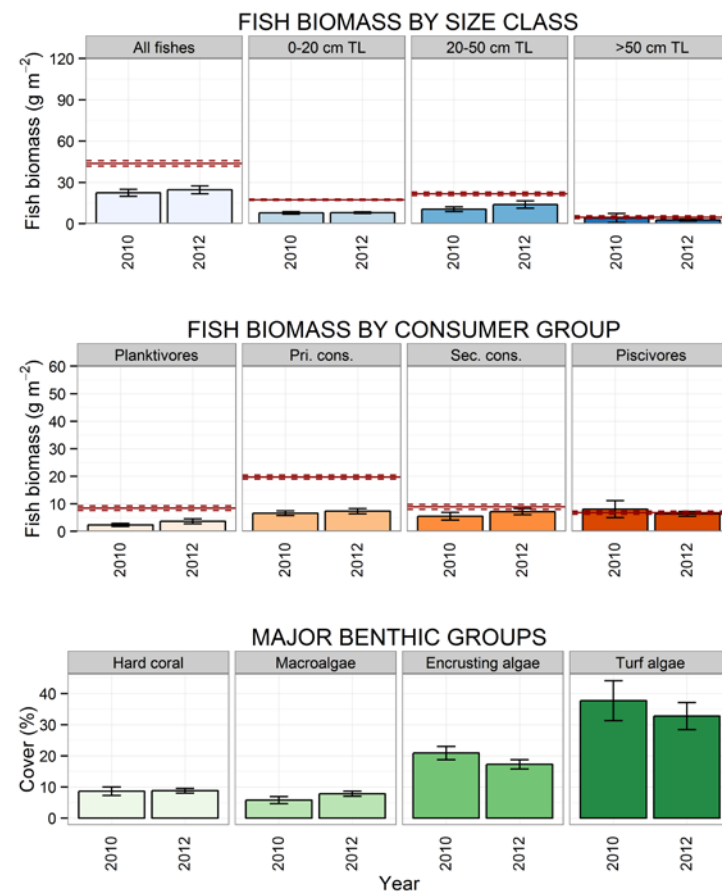 FISH BIOMASS BY SIZE CLASS
All fishes 0-20 cm TL 20-50 cm TL >50 cm TL
Fish biomass (g m−2)
120
90
60
30
0
2010 2012 2010 2012 2010 2012 2010 2012
FISH BIOMASS BY CONSUMER GROUP
Planktivores Pri. cons. Sec. cons. Piscivores
Fish biomass (g m−2)
60
50
40
30
20
10
0
2010 2012 2010 2012 2010 2012 2010 2012
MAJOR BENTHIC GROUPS
Hard coral Macroalgae Encrusting algae Turf algae
Cover (%)
40
30
20
10
0
2010 2012 2010 2012 2010 2012 2010 2012
Year